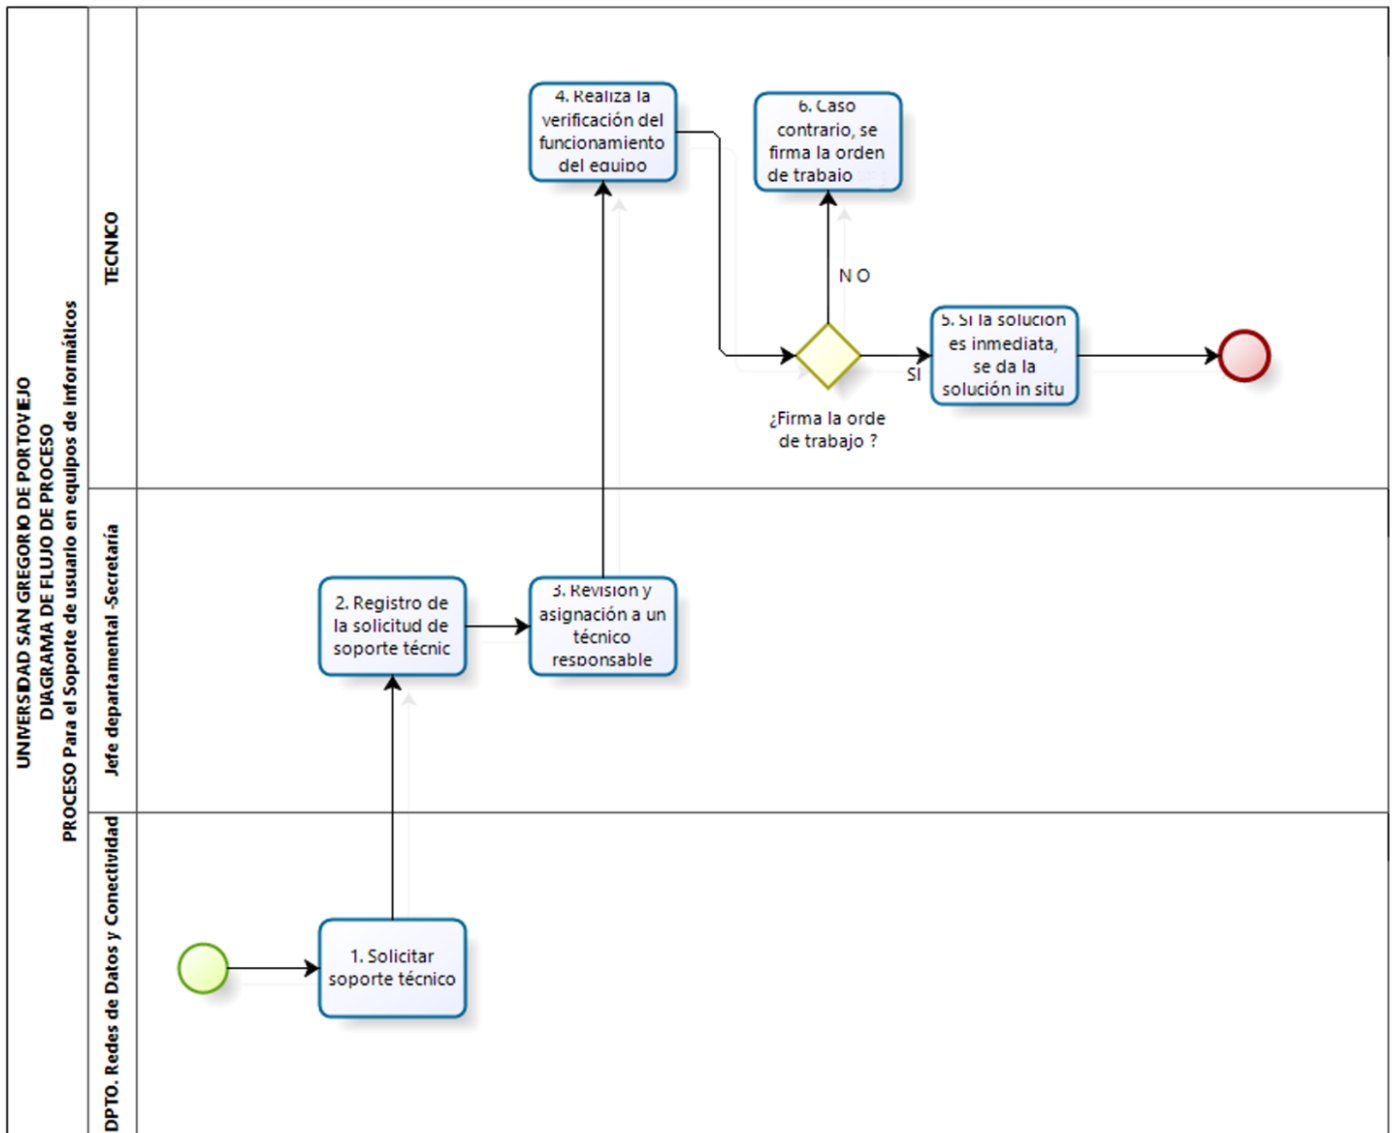 UNIVERSIDAD SAN GREGORIO DE PORTOVIEJO
DIAGRAMA DE FLUJO DE PROCESO
PROCESO Para el Soporte de usuario en equipos de informáticos
TECNICO
4. Realiza la
verificación del
funcionamiento
del equipo
6. Caso
contrario, se
firma la orden
de trabajo
NO
SI
5. Si la solución
es inmediata,
se da la
solución in situ
¿Firma la orde
de trabajo ?
Jefe departamental -Secretaría
2. Registro de
la solicitud de
soporte técnic
3. Revisión y
asignación a un
técnico
responsable
DPTO. Redes de Datos y Conectividad
1. Solicitar
soporte técnico